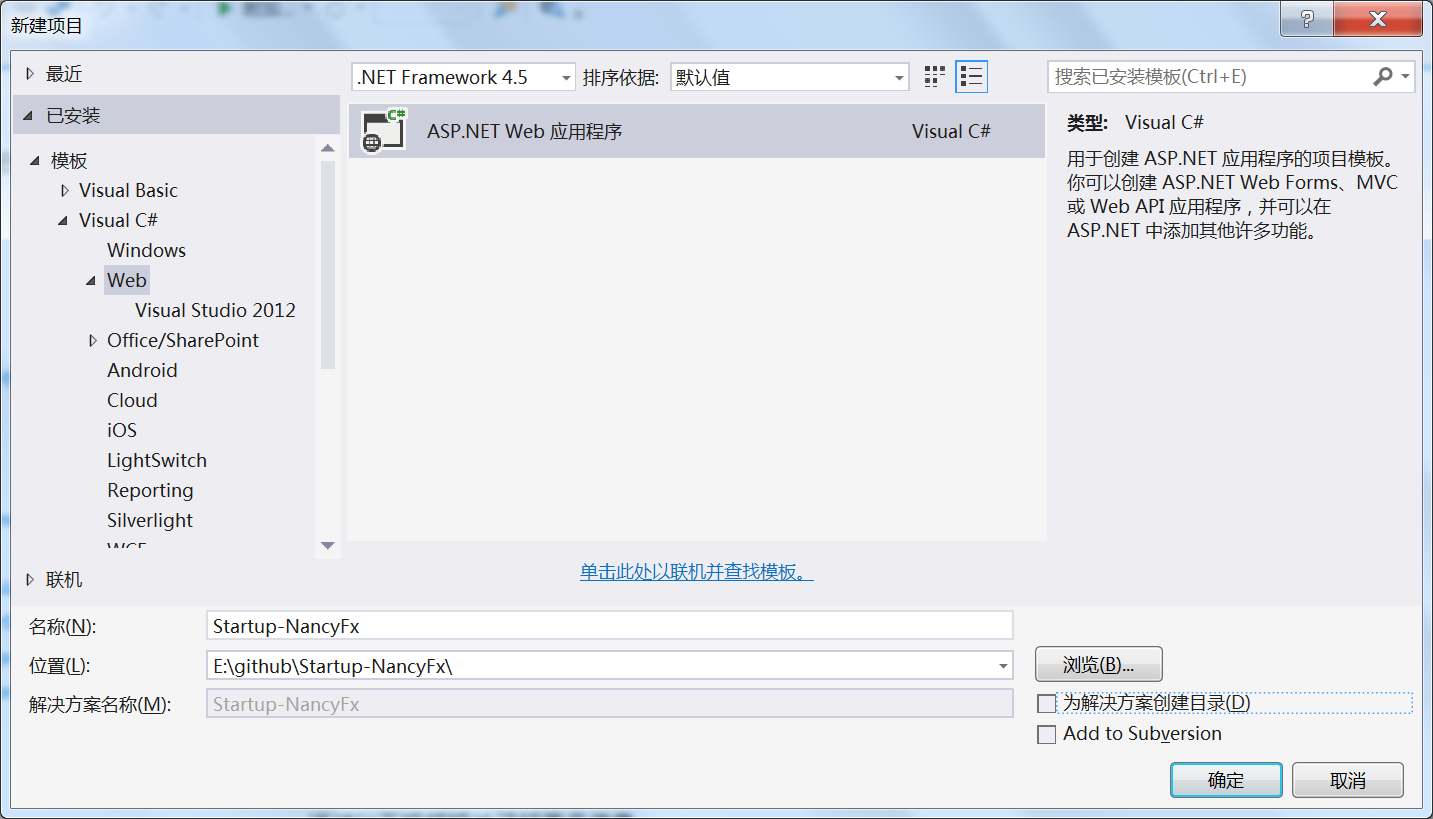 新建项目
最近
已安装
模板
Visual Basic
Visual C#
Windows
Web
Visual Studio 2012
Office/SharePoint
Android
Cloud
iOS
LightSwitch
Reporting
Silverlight
联机
.NET Framework 4.5
排序依据:
默认值
C#
ASP.NET Web 应用程序
Visual C#
单击此处以联机并查找模板。
搜索已安装模板(Ctrl+E)
类型: Visual C#
用于创建 ASP.NET 应用程序的项目模板。
你可以创建 ASP.NET Web Forms、MVC
或 Web API 应用程序，并可以在
ASP.NET 中添加其他许多功能。
名称(N):
Startup-NancyFx
位置(L):
E:\github\Startup-NancyFx\
浏览(B)...
解决方案名称(M):
Startup-NancyFx
为解决方案创建目录(D)
Add to Subversion
确定
取消